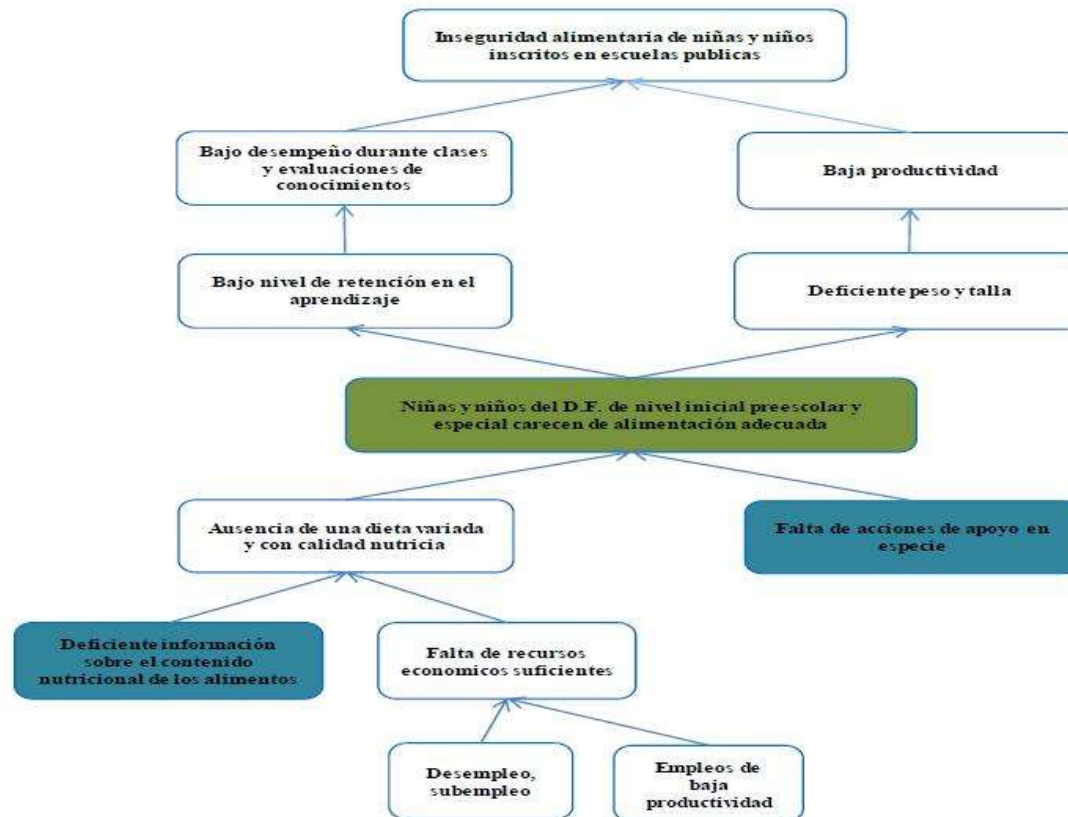 Inseguridad alimentaria de niñas y niños
inscritos en escuelas publicas
Bajo desempeño durante clases
y evaluaciones de
conocimientos
Baja productividad
Bajo nivel de retención en el
aprendizaje
Deficiente peso y talla
Niñas y niños del D.F. de nivel inicial preescolar y
especial carecen de alimentación adecuada
Ausencia de una dieta variada
y con calidad nutricia
Falta de acciones de apoyo en
especie
Deficiente información
sobre el contenido
nutricional de los alimentos
Falta de recursos
economicos suficientes
Desempleo,
subempleo
Empleos de
baja
productividad